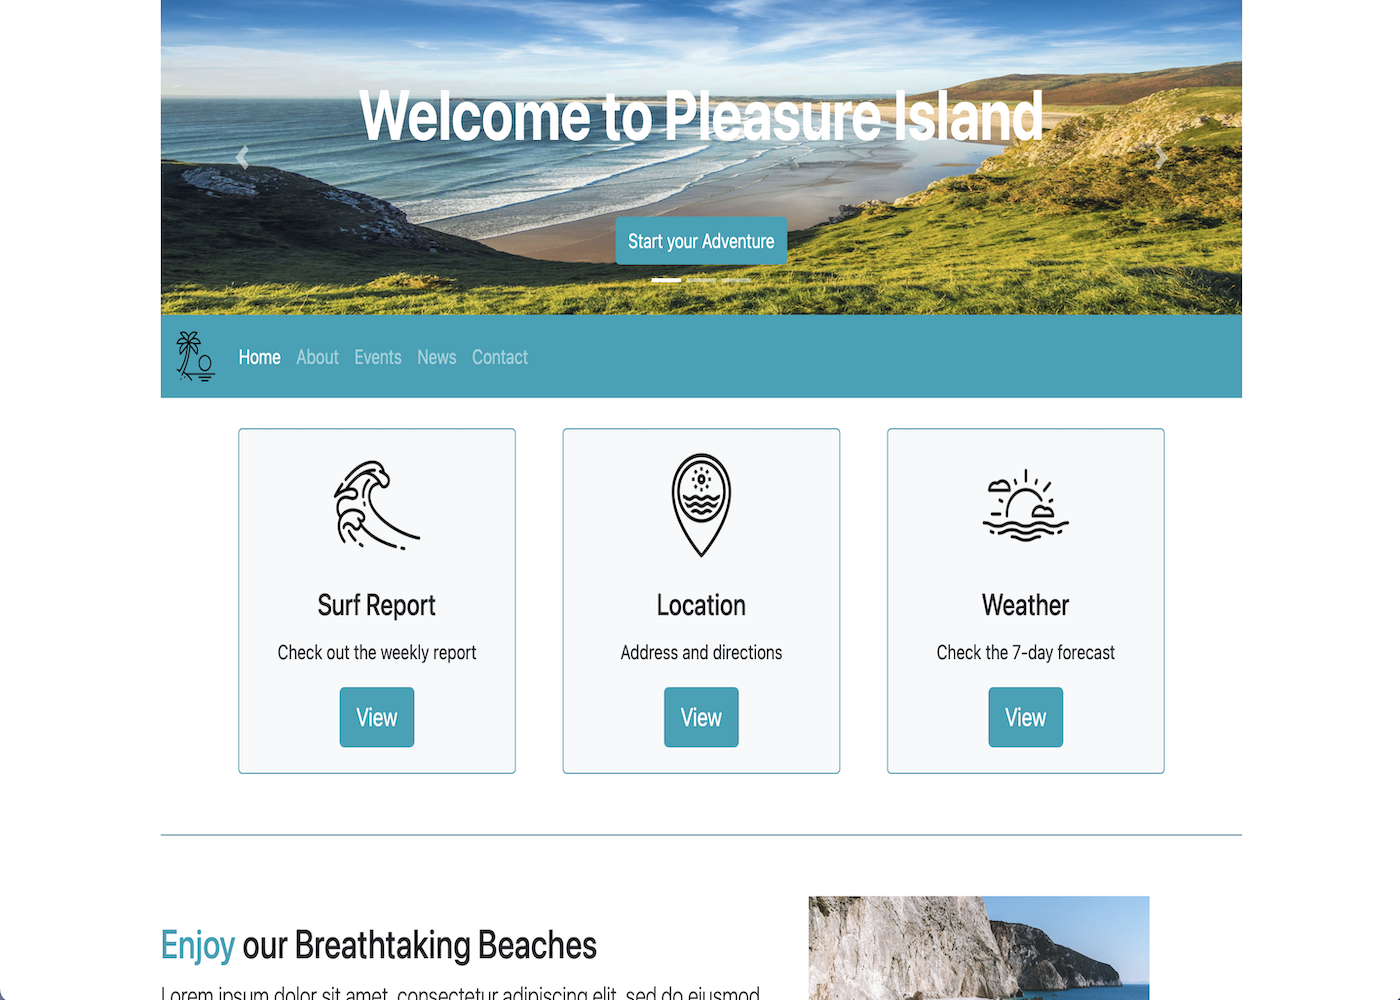 Welcome to Pleasure Island
Start your Adventure
Home About Events News Contact
Surf Report
Check out the weekly report
View
Location
Address and directions
View
Weather
Check the 7-day forecast
View
Enjoy our Breathtaking Beaches
Lorem ipsum dolor sit amet, consectetur adipiscing elit, sed do eiusmod